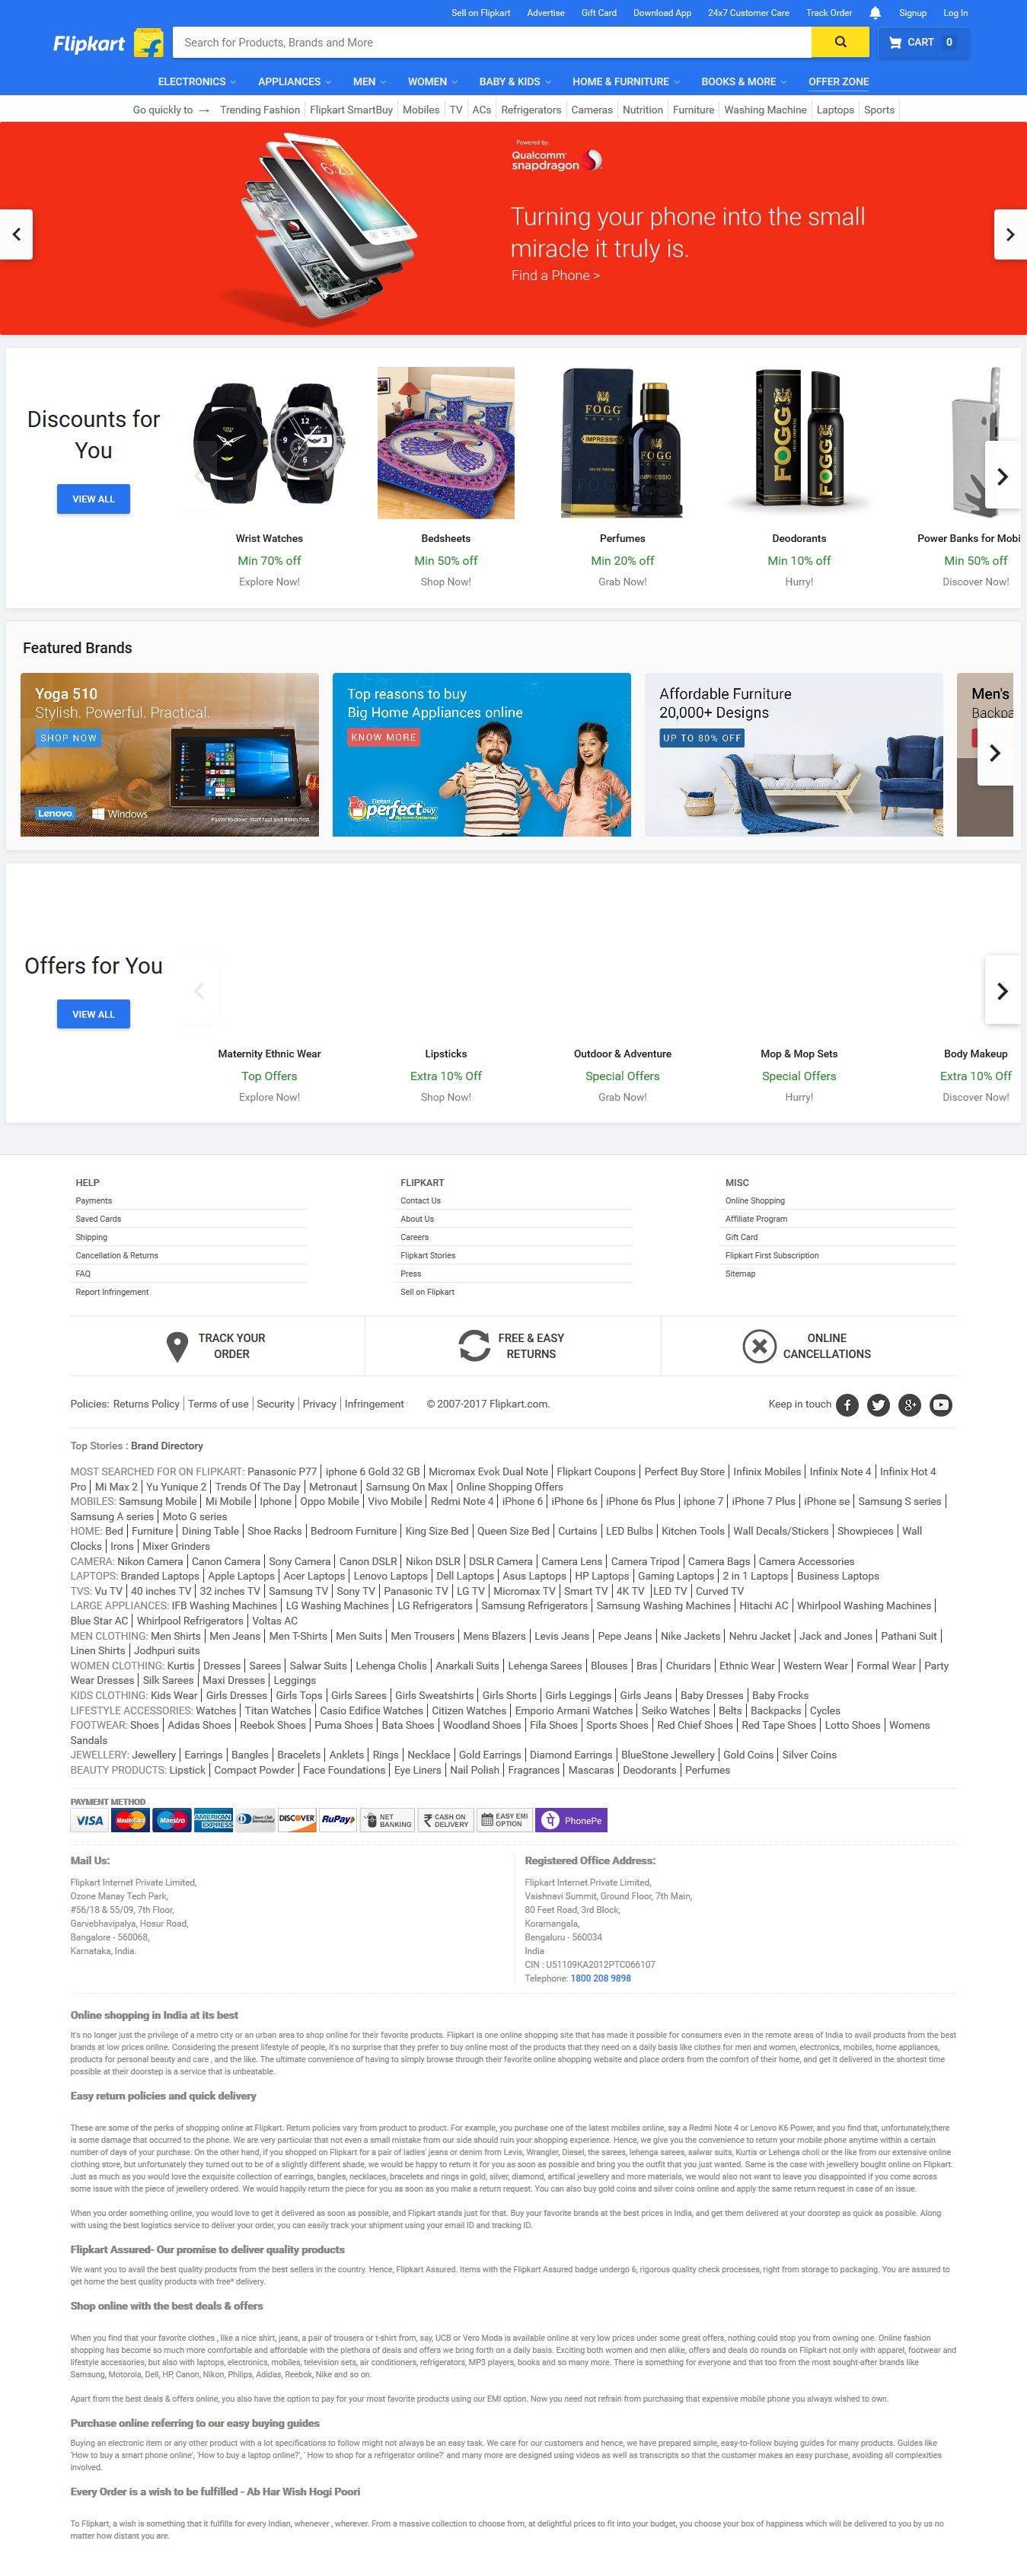 Sell on Flipkart Advertise Gift Card Download App 24x7 Customer Care Track Order Signup Log In
Flipkart Search for Products, Brands and More CART 0
ELECTRONICS APPLIANCES MEN WOMEN BABY & KIDS HOME & FURNITURE BOOKS & MORE OFFER ZONE
Go quickly to → Trending Fashion Flipkart SmartBuy Mobiles TV ACs Refrigerators Cameras Nutrition Furniture Washing Machine Laptops Sports
Powered by:
Qualcomm
snapdragon
6:20
Turning your phone into the small
miracle it truly is.
Find a Phone >
Discounts for
You
VIEW ALL
FOGG
SCENT
IMPRESSIO
FOGG
SCENT
IMPRESSIO
FOGG
FOGG
Wrist Watches Bedsheets Perfumes Deodorants Power Banks for Mobi
Min 70% off Min 50% off Min 20% off Min 10% off Min 50% off
Explore Now! Shop Now! Grab Now! Hurry! Discover Now!
Featured Brands
Yoga 510
Stylish. Powerful. Practical.
SHOP NOW
Lenovo Windows
Faster to done: start fast and finish first.
Top reasons to buy
Big Home Appliances online
KNOW MORE
Flipkart
perfect buy
Big Home Appliances
Affordable Furniture
20,000+ Designs
UP TO 80% OFF
Men's
Backpa
Offers for You
VIEW ALL
Maternity Ethnic Wear Lipsticks Outdoor & Adventure Mop & Mop Sets Body Makeup
Top Offers Extra 10% Off Special Offers Special Offers Extra 10% Off
Explore Now! Shop Now! Grab Now! Hurry! Discover Now!
HELP
Payments
Saved Cards
Shipping
Cancellation & Returns
FAQ
Report Infringement
FLIPKART
Contact Us
About Us
Careers
Flipkart Stories
Press
Sell on Flipkart
MISC
Online Shopping
Affiliate Program
Gift Card
Flipkart First Subscription
Sitemap
TRACK YOUR
ORDER
FREE & EASY
RETURNS
ONLINE
CANCELLATIONS
Policies: Returns Policy | Terms of use | Security | Privacy | Infringement © 2007-2017 Flipkart.com. Keep in touch
Top Stories : Brand Directory
MOST SEARCHED FOR ON FLIPKART: Panasonic P77 | iphone 6 Gold 32 GB | Micromax Evok Dual Note | Flipkart Coupons | Perfect Buy Store | Infinix Mobiles | Infinix Note 4 | Infinix Hot 4
Pro | Mi Max 2 | Yu Yunique 2 | Trends Of The Day | Metronaut | Samsung On Max | Online Shopping Offers
MOBILES: Samsung Mobile | Mi Mobile | Iphone | Oppo Mobile | Vivo Mobile | Redmi Note 4 | iPhone 6 | iPhone 6s | iPhone 6s Plus | iphone 7 | iPhone 7 Plus | iPhone se | Samsung S series |
Samsung A series | Moto G series
HOME: Bed | Furniture | Dining Table | Shoe Racks | Bedroom Furniture | King Size Bed | Queen Size Bed | Curtains | LED Bulbs | Kitchen Tools | Wall Decals/Stickers | Showpieces | Wall
Clocks | Irons | Mixer Grinders
CAMERA: Nikon Camera | Canon Camera | Sony Camera | Canon DSLR | Nikon DSLR | DSLR Camera | Camera Lens | Camera Tripod | Camera Bags | Camera Accessories
LAPTOPS: Branded Laptops | Apple Laptops | Acer Laptops | Lenovo Laptops | Dell Laptops | Asus Laptops | HP Laptops | Gaming Laptops | 2 in 1 Laptops | Business Laptops
TVS: Vu TV | 40 inches TV | 32 inches TV | Samsung TV | Sony TV | Panasonic TV | LG TV | Micromax TV | Smart TV | 4K TV |LED TV | Curved TV
LARGE APPLIANCES: IFB Washing Machines | LG Washing Machines | LG Refrigerators | Samsung Refrigerators | Samsung Washing Machines | Hitachi AC | Whirlpool Washing Machines |
Blue Star AC | Whirlpool Refrigerators | Voltas AC
MEN CLOTHING: Men Shirts | Men Jeans | Men T-Shirts | Men Suits | Men Trousers | Mens Blazers | Levis Jeans | Pepe Jeans | Nike Jackets | Nehru Jacket | Jack and Jones | Pathani Suit |
Linen Shirts | Jodhpuri suits
WOMEN CLOTHING: Kurtis | Dresses | Sarees | Salwar Suits | Lehenga Cholis | Anarkali Suits | Lehenga Sarees | Blouses | Bras | Churidars | Ethnic Wear | Western Wear | Formal Wear | Party
Wear Dresses | Silk Sarees | Maxi Dresses | Leggings
KIDS CLOTHING: Kids Wear | Girls Dresses | Girls Tops | Girls Sarees | Girls Sweatshirts | Girls Shorts | Girls Leggings | Girls Jeans | Baby Dresses | Baby Frocks
LIFESTYLE ACCESSORIES: Watches | Titan Watches | Casio Edifice Watches | Citizen Watches | Emporio Armani Watches | Seiko Watches | Belts | Backpacks | Cycles
FOOTWEAR: Shoes | Adidas Shoes | Reebok Shoes | Puma Shoes | Bata Shoes | Woodland Shoes | Fila Shoes | Sports Shoes | Red Chief Shoes | Red Tape Shoes | Lotto Shoes | Womens
Sandals
JEWELLERY: Jewellery | Earrings | Bangles | Bracelets | Anklets | Rings | Necklace | Gold Earrings | Diamond Earrings | BlueStone Jewellery | Gold Coins | Silver Coins
BEAUTY PRODUCTS: Lipstick | Compact Powder | Face Foundations | Eye Liners | Nail Polish | Fragrances | Mascaras | Deodorants | Perfumes
PAYMENT METHOD
VISA MasterCard Maestro AMERICAN EXPRESS Diners Club International DISCOVER RuPay NET BANKING CASH ON DELIVERY EASY EMI OPTION PhonePe
Mail Us:
Flipkart Internet Private Limited,
Ozone Manay Tech Park,
#56/18 & 55/09, 7th Floor,
Garvebhavipalya, Hosur Road,
Bangalore - 560068,
Karnataka, India.
Registered Office Address:
Flipkart Internet Private Limited,
Vaishnavi Summit, Ground Floor, 7th Main,
80 Feet Road, 3rd Block,
Koramangala,
Bengaluru - 560034
India
CIN : U51109KA2012PTC066107
Telephone: 1800 208 9898
Online shopping in India at its best
It's no longer just the privilege of a metro city or an urban area to shop online for their favorite products. Flipkart is one online shopping site that has made it possible for consumers even in the remote areas of India to avail products from the best
brands at low prices online. Considering the present lifestyle of people, it's no surprise that they prefer to buy online most of the products that they need on a daily basis like clothes for men and women, electronics, mobiles, home appliances,
products for personal beauty and care , and the like. The ultimate convenience of having to simply browse through their favorite online shopping website and place orders from the comfort of their home, and get it delivered in the shortest time
possible at their doorstep is a service that is unbeatable.
Easy return policies and quick delivery
These are some of the perks of shopping online at Flipkart. Return policies vary from product to product. For example, you purchase one of the latest mobiles online, say a Redmi Note 4 or Lenovo K6 Power, and you find that, unfortunately,there
is some damage that occurred to the phone. We are very particular that not even a small mistake from our side should ruin your shopping experience. Hence, we give you the convenience to return your mobile phone anytime within a certain
number of days of your purchase. On the other hand, if you shopped on Flipkart for a pair of ladies' jeans or denim from Levis, Wrangler, Diesel, the sarees, lehenga sarees, salwar suits, Kurtis or Lehenga choli or the like from our extensive online
clothing store, but unfortunately they turned out to be of a slightly different shade, we would be happy to return it for you as soon as possible and bring you the outfit that you just wanted. Same is the case with jewellery bought online on Flipkart.
Just as much as you would love the exquisite collection of earrings, bangles, necklaces, bracelets and rings in gold, silver, diamond, artifical jewellery and more materials, we would also not want to leave you disappointed if you come across
some issue with the piece of jewellery ordered. We would happily return the piece for you as soon as you make a return request. You can also buy gold coins and silver coins online and apply the same return request in case of an issue.
When you order something online, you would love to get it delivered as soon as possible, and Flipkart stands just for that. Buy your favorite brands at the best prices in India, and get them delivered at your doorstep as quick as possible. Along
with using the best logistics service to deliver your order, you can easily track your shipment using your email ID and tracking ID.
Flipkart Assured- Our promise to deliver quality products
We want you to avail the best quality products from the best sellers in the country. Hence, Flipkart Assured. Items with the Flipkart Assured badge undergo 6, rigorous quality check processes, right from storage to packaging. You are assured to
get home the best quality products with free* delivery.
Shop online with the best deals & offers
When you find that your favorite clothes , like a nice shirt, jeans, a pair of trousers or t-shirt from, say, UCB or Vero Moda is available online at very low prices under some great offers, nothing could stop you from owning one. Online fashion
shopping has become so much more comfortable and affordable with the plethora of deals and offers we bring forth on a daily basis. Exciting both women and men alike, offers and deals do rounds on Flipkart not only with apparel, footwear and
lifestyle accessories, but also with laptops, electronics, mobiles, television sets, air conditioners, refrigerators, MP3 players, books and so many more. There is something for everyone and that too from the most sought-after brands like
Samsung, Motorola, Dell, HP, Canon, Nikon, Philips, Adidas, Reebok, Nike and so on.
Apart from the best deals & offers online, you also have the option to pay for your most favorite products using our EMI option. Now you need not refrain from purchasing that expensive mobile phone you always wished to own.
Purchase online referring to our easy buying guides
Buying an electronic item or any other product with a lot specifications to follow might not always be an easy task. We care for our customers and hence, we have prepared simple, easy-to-follow buying guides for many products. Guides like
'How to buy a smart phone online', 'How to buy a laptop online?', ' How to shop for a refrigerator online?' and many more are designed using videos as well as transcripts so that the customer makes an easy purchase, avoiding all complexities
involved.
Every Order is a wish to be fulfilled - Ab Har Wish Hogi Poori
To Flipkart, a wish is something that it fulfills for every Indian, whenever , wherever. From a massive collection to choose from, at delightful prices to fit into your budget, you choose your box of happiness which will be delivered to you by us no
matter how distant you are.